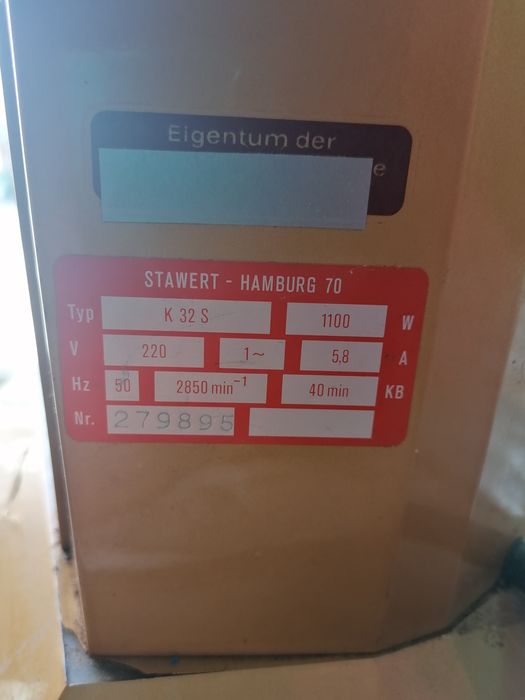 Eigentum der
e
STAWERT - HAMBURG 70
Typ K 32 S 1100 W
V 220 1~ 5,8 A
Hz 50 2850 min⁻¹ 40 min KB
Nr. 279895